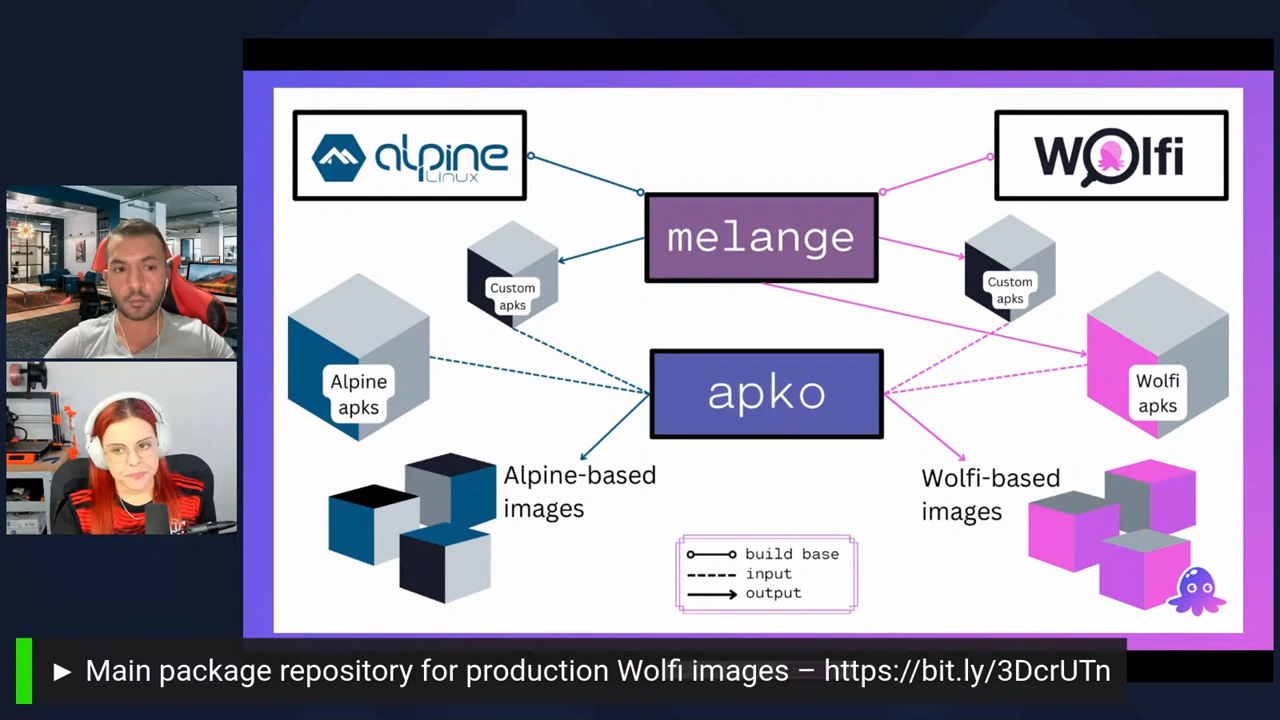 alpine
Linux
Wolfi
melange
Custom
apks
Custom
apks
Alpine
apks
apko
Wolfi
apks
Alpine-based
images
Wolfi-based
images
build base
input
output
► Main package repository for production Wolfi images – https://bit.ly/3DcrUTn